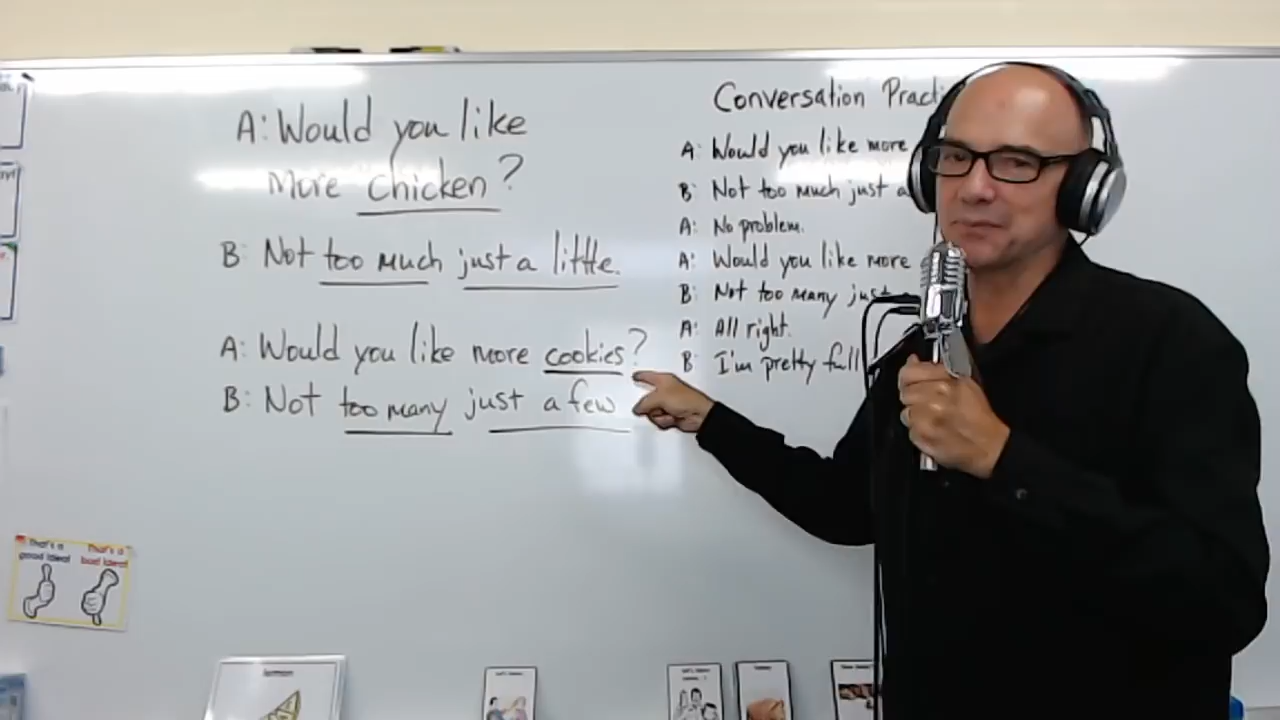 A: Would you like
more chicken?
B: Not too much just a little.
A: Would you like more cookies?
B: Not too many just a few
Conversation
A: Would you like more
B: Not too much just a
A: No problem.
A: Would you like more
B: Not too many
A: All right.
B: I'm pretty full
That's a good idea!
That's a bad idea!
lemon